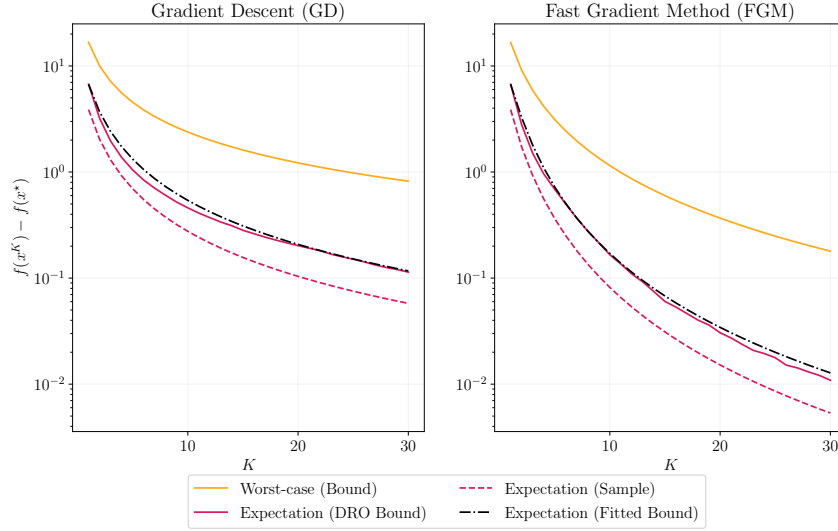 Gradient Descent (GD)
Fast Gradient Method (FGM)
f(x^K) − f(x^⋆)
10^1
10^0
10^{−1}
10^{−2}
10 20 30
K
10^1
10^0
10^{−1}
10^{−2}
10 20 30
K
Worst-case (Bound)
Expectation (DRO Bound)
Expectation (Sample)
Expectation (Fitted Bound)